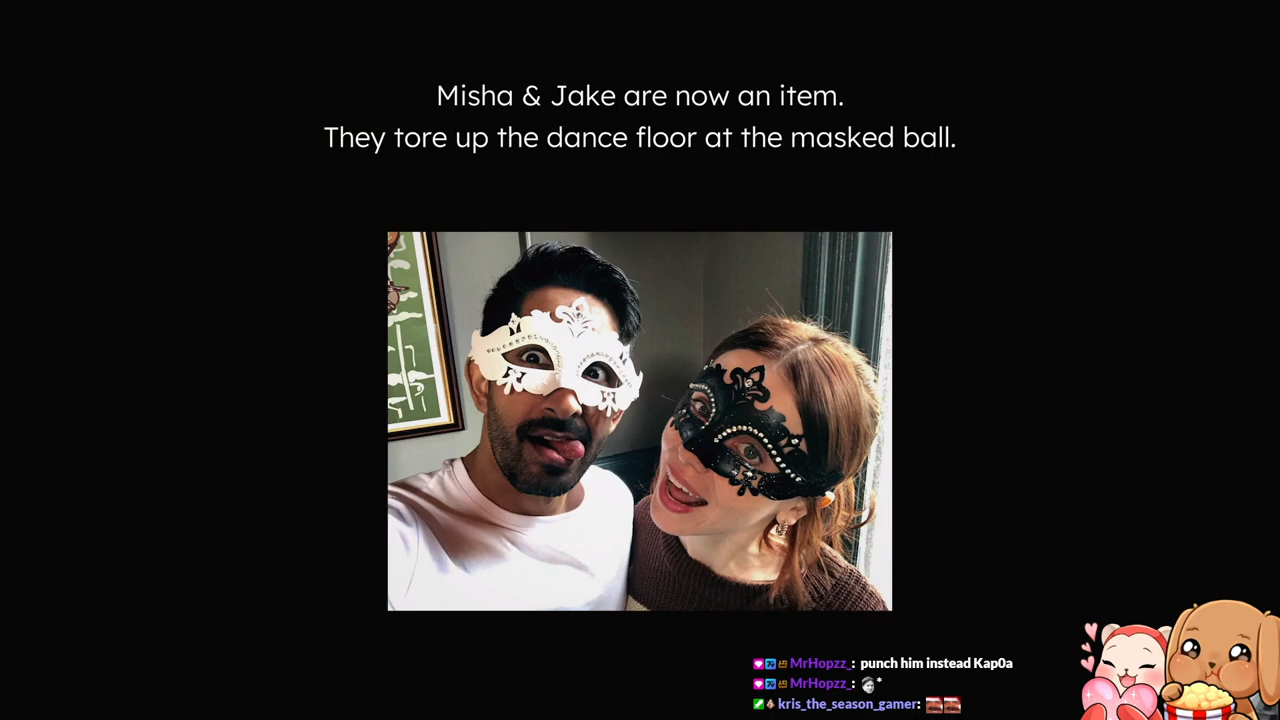 Misha & Jake are now an item.
They tore up the dance floor at the masked ball.
MrHopzz_: punch him instead Kap0a
MrHopzz_: *
kris_the_season_gamer: